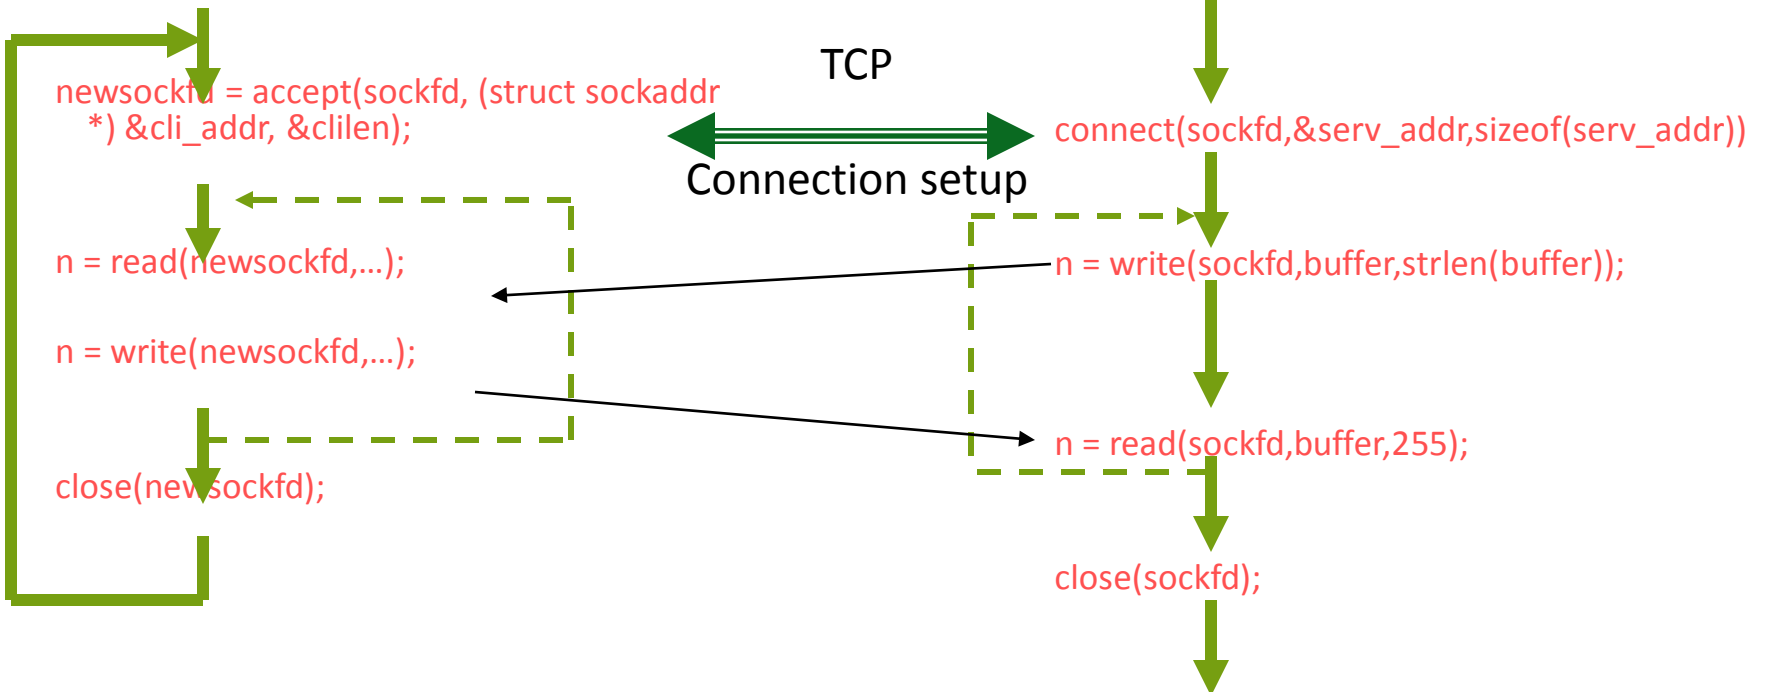 TCP
newsockfd = accept(sockfd, (struct sockaddr
*) &cli_addr, &clilen);
connect(sockfd,&serv_addr,sizeof(serv_addr))
Connection setup
n = read(newsockfd,...);
n = write(sockfd,buffer,strlen(buffer));
n = write(newsockfd,...);
n = read(sockfd,buffer,255);
close(newsockfd);
close(sockfd);